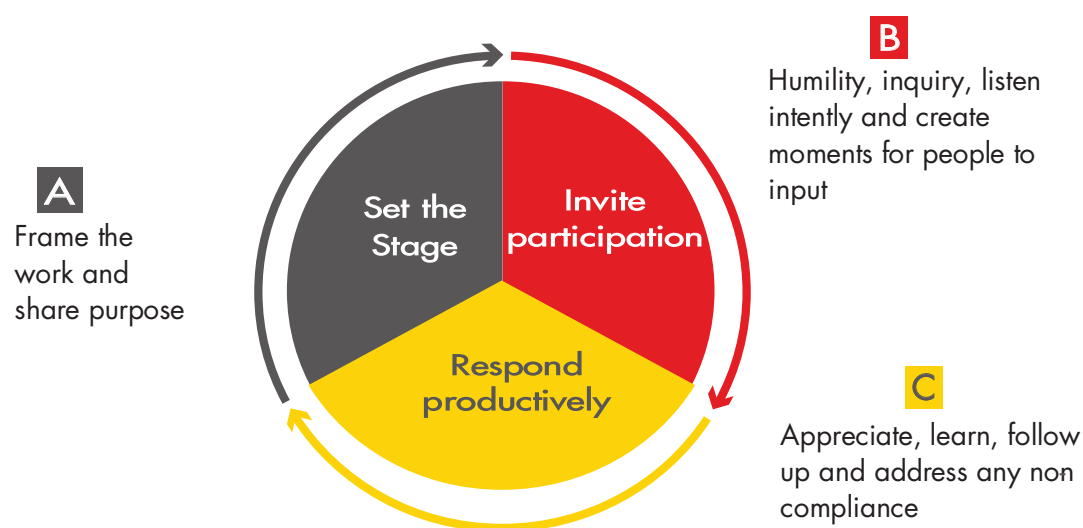 A
Frame the
work and
share purpose
Set the
Stage
Invite
participation
Respond
productively
B
Humility, inquiry, listen
intently and create
moments for people to
input
C
Appreciate, learn, follow
up and address any non-
compliance